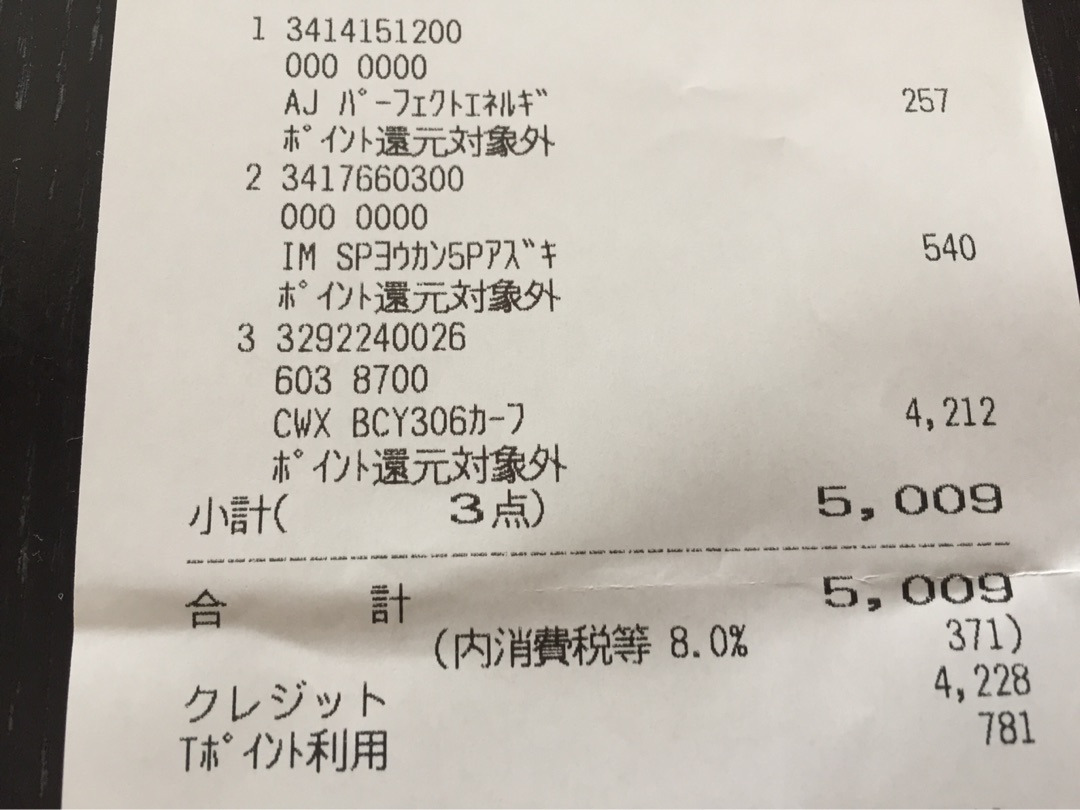 1 3414151200
000 0000
AJ ﾊﾟｰﾌｪｸﾄｴﾈﾙｷﾞ 257
ﾎﾟｲﾝﾄ還元対象外
2 3417660300
000 0000
IM SPﾖｳｶﾝ5Pｱｽﾞｷ 540
ﾎﾟｲﾝﾄ還元対象外
3 3292240026
603 8700
CWX BCY306ｶｰﾌ 4,212
ﾎﾟｲﾝﾄ還元対象外
小計( 3点) 5,009
合 計 5,009
(内消費税等 8.0% 371)
クレジット 4,228
Tﾎﾟｲﾝﾄ利用 781